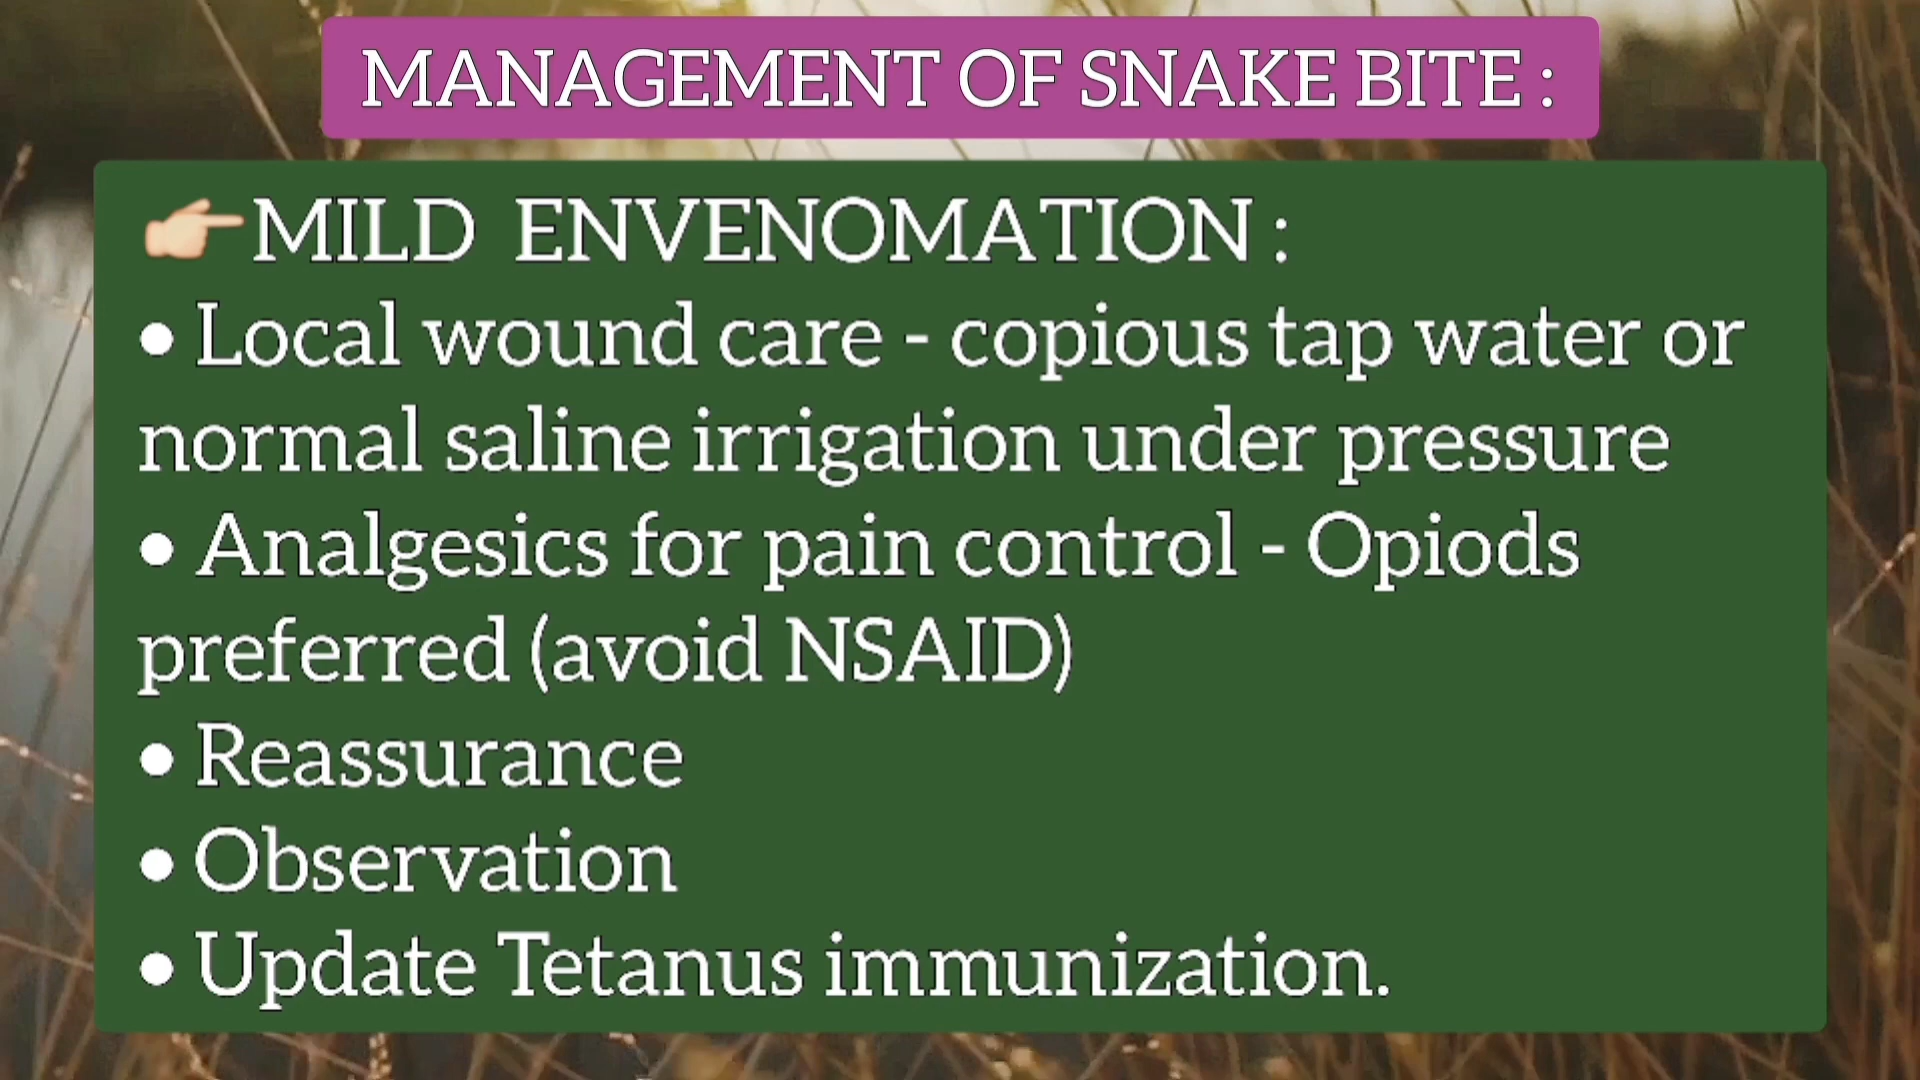 MANAGEMENT OF SNAKE BITE :
👉🏻MILD ENVENOMATION :
● Local wound care - copious tap water or
normal saline irrigation under pressure
● Analgesics for pain control - Opiods
preferred (avoid NSAID)
● Reassurance
● Observation
● Update Tetanus immunization.